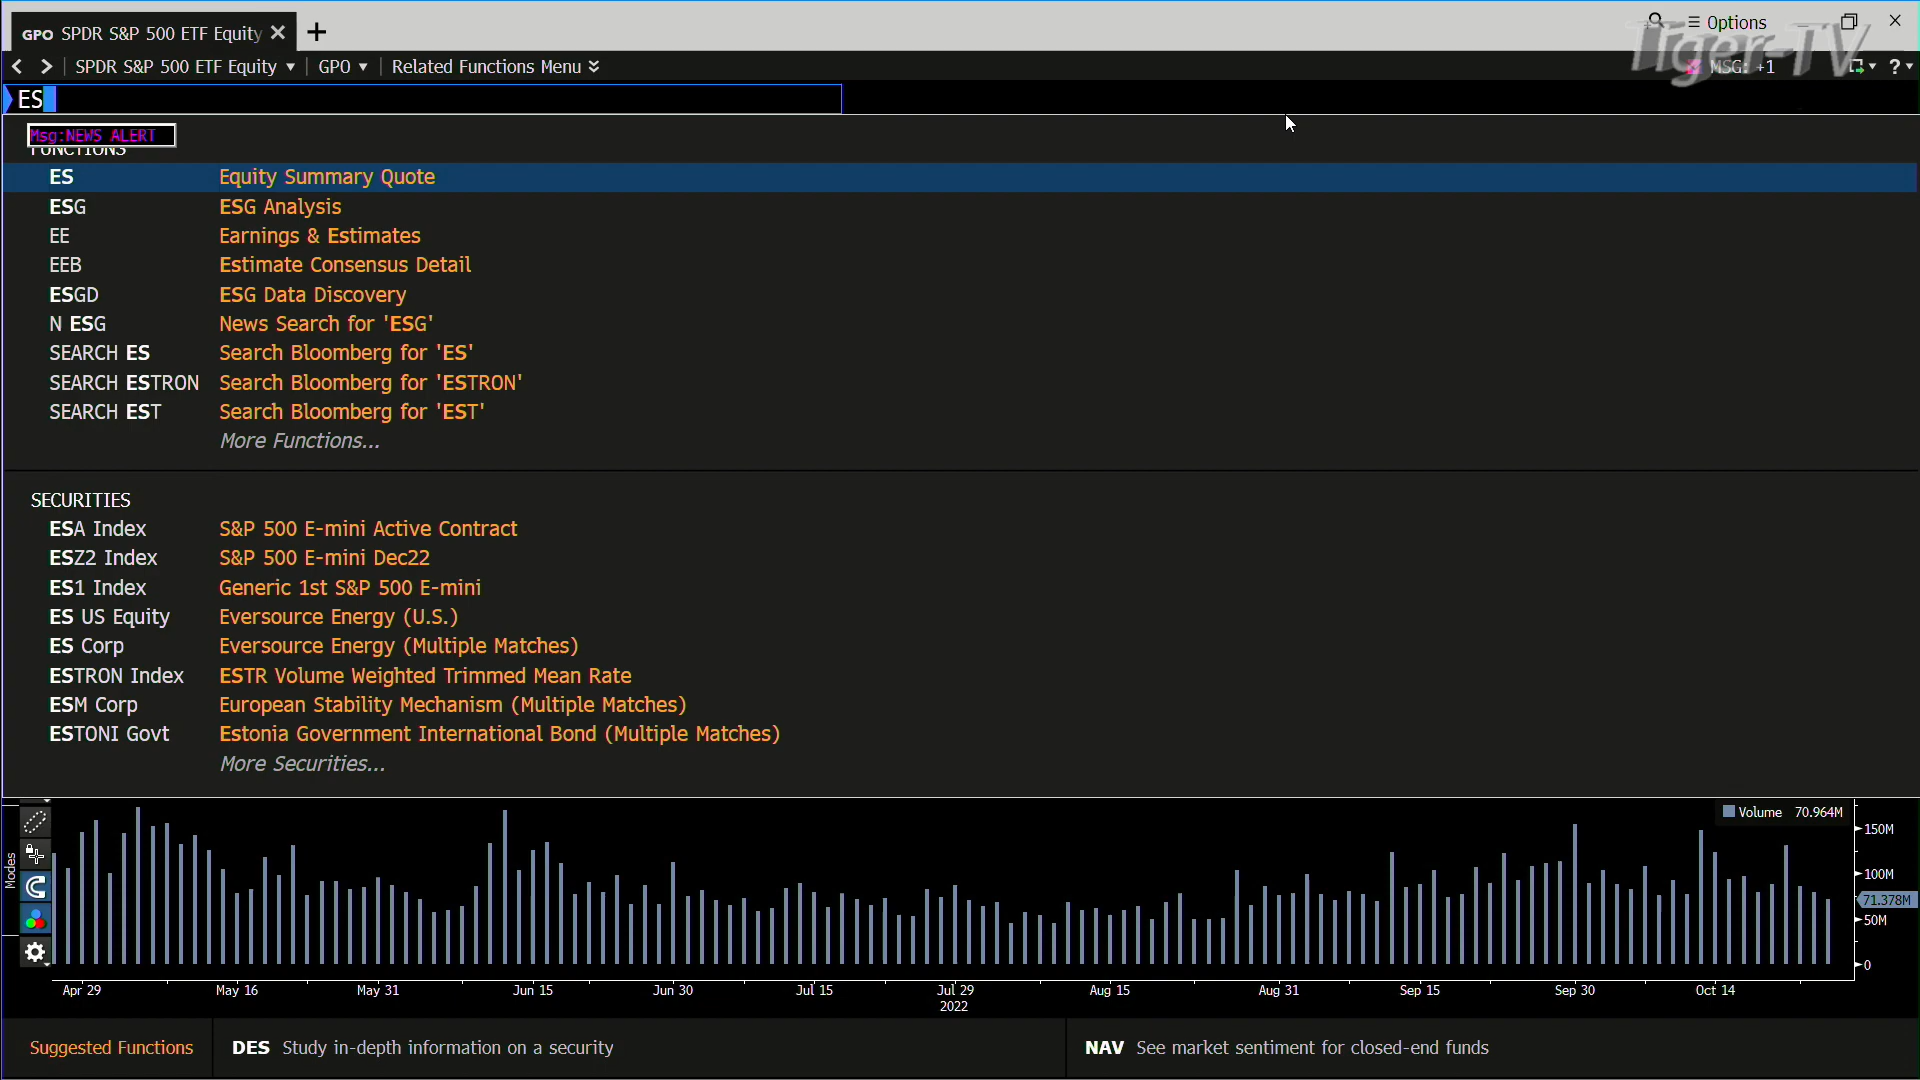 GPO SPDR S&P 500 ETF Equity
Options
Tiger-TV
SPDR S&P 500 ETF Equity GPO Related Functions Menu
MSG: +1 ?
ES
Msg:NEWS ALERT
FUNCTIONS
ES Equity Summary Quote
ESG ESG Analysis
EE Earnings & Estimates
EEB Estimate Consensus Detail
ESGD ESG Data Discovery
N ESG News Search for 'ESG'
SEARCH ES Search Bloomberg for 'ES'
SEARCH ESTRON Search Bloomberg for 'ESTRON'
SEARCH EST Search Bloomberg for 'EST'
More Functions...
SECURITIES
ESA Index S&P 500 E-mini Active Contract
ESZ2 Index S&P 500 E-mini Dec22
ES1 Index Generic 1st S&P 500 E-mini
ES US Equity Eversource Energy (U.S.)
ES Corp Eversource Energy (Multiple Matches)
ESTRON Index ESTR Volume Weighted Trimmed Mean Rate
ESM Corp European Stability Mechanism (Multiple Matches)
ESTONI Govt Estonia Government International Bond (Multiple Matches)
More Securities...
Modes
Volume 70.964M
150M
100M
71.378M
50M
0
Apr 29 May 16 May 31 Jun 15 Jun 30 Jul 15 Jul 29 Aug 15 Aug 31 Sep 15 Sep 30 Oct 14
2022
Suggested Functions DES Study in-depth information on a security NAV See market sentiment for closed-end funds